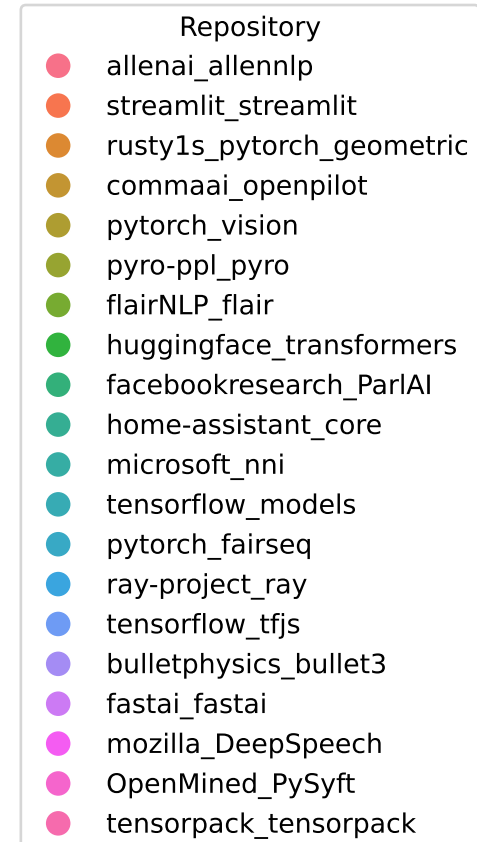 Repository
allenai_allennlp
streamlit_streamlit
rusty1s_pytorch_geometric
commaai_openpilot
pytorch_vision
pyro-ppl_pyro
flairNLP_flair
huggingface_transformers
facebookresearch_ParlAI
home-assistant_core
microsoft_nni
tensorflow_models
pytorch_fairseq
ray-project_ray
tensorflow_tfjs
bulletphysics_bullet3
fastai_fastai
mozilla_DeepSpeech
OpenMined_PySyft
tensorpack_tensorpack